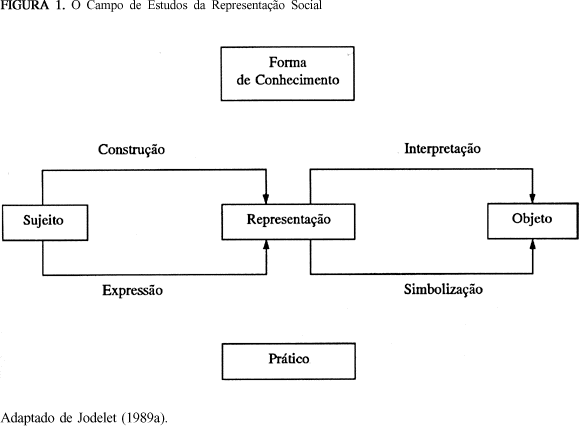 FIGURA 1. O Campo de Estudos da Representação Social
Forma
de Conhecimento
Construção
Interpretação
Sujeito
Representação
Objeto
Expressão
Simbolização
Prático
Adaptado de Jodelet (1989a).